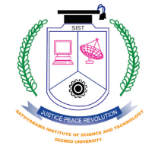 SIST
JUSTICE PEACE REVOLUTION
SATHYABAMA INSTITUTE OF SCIENCE AND TECHNOLOGY
DEEMED UNIVERSITY